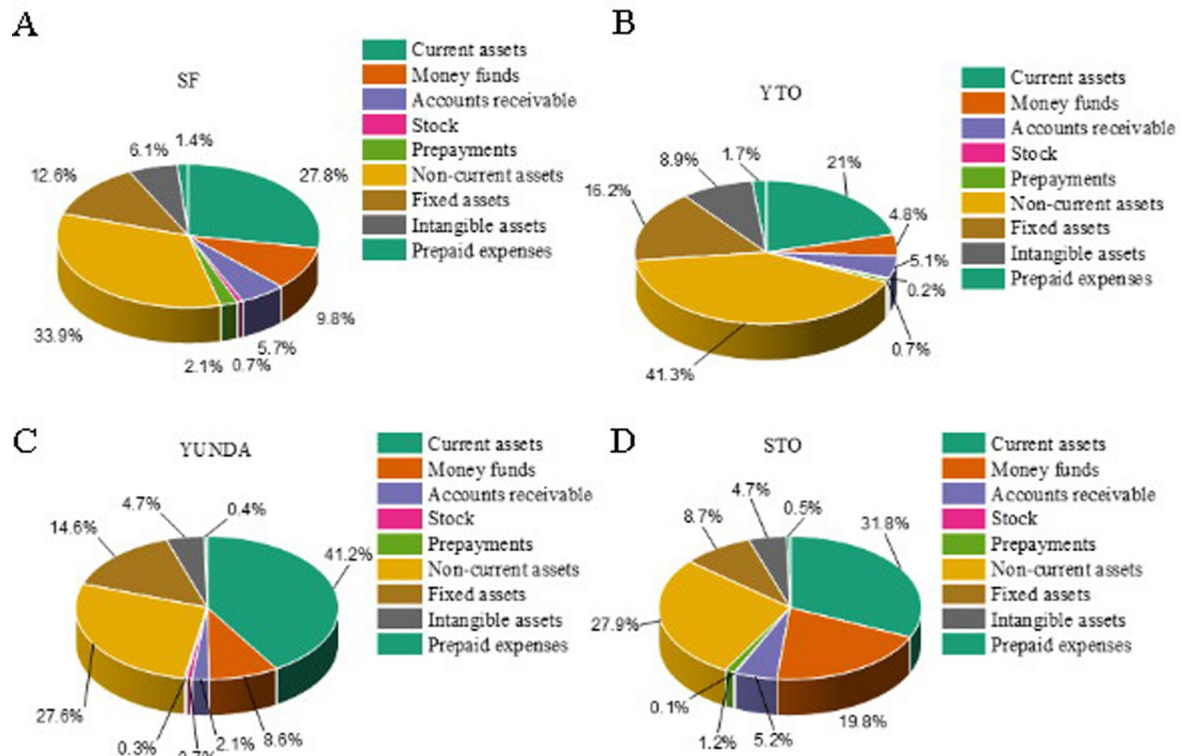 A
SF
Current assets
Money funds
Accounts receivable
Stock
Prepayments
Non-current assets
Fixed assets
Intangible assets
Prepaid expenses
1.4%
6.1%
12.6%
27.8%
33.9%
9.8%
5.7%
2.1%
0.7%
B
YTO
Current assets
Money funds
Accounts receivable
Stock
Prepayments
Non-current assets
Fixed assets
Intangible assets
Prepaid expenses
1.7%
8.9%
21%
16.2%
4.8%
5.1%
0.2%
0.7%
41.3%
C
YUNDA
Current assets
Money funds
Accounts receivable
Stock
Prepayments
Non-current assets
Fixed assets
Intangible assets
Prepaid expenses
4.7%
0.4%
14.6%
41.2%
27.6%
0.3%
2.1%
8.6%
D
STO
Current assets
Money funds
Accounts receivable
Stock
Prepayments
Non-current assets
Fixed assets
Intangible assets
Prepaid expenses
4.7%
0.5%
8.7%
31.8%
27.9%
0.1%
1.2%
5.2%
19.8%